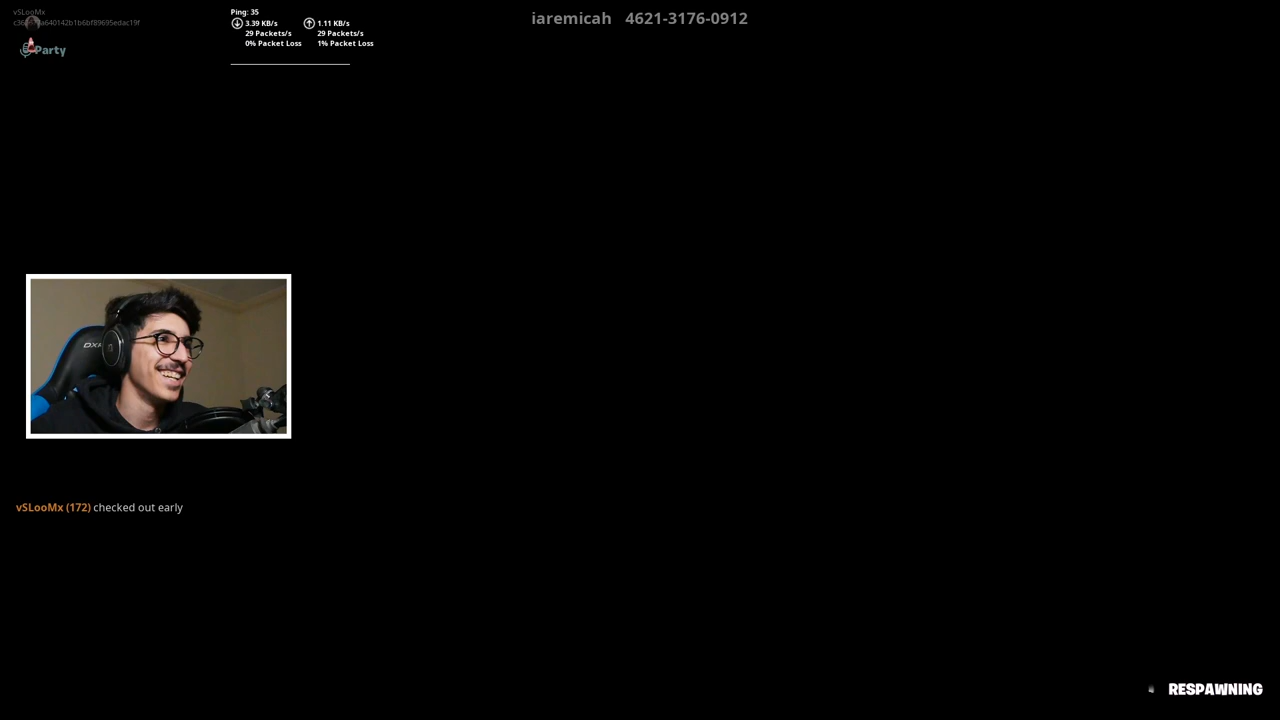 vSLooMx
Party
Ping: 35
3.39 KB/s
1.11 KB/s
29 Packets/s
29 Packets/s
0% Packet Loss
1% Packet Loss
iaremicah 4621-3176-0912
DX
vSLooMx (172) checked out early
RESPAWNING